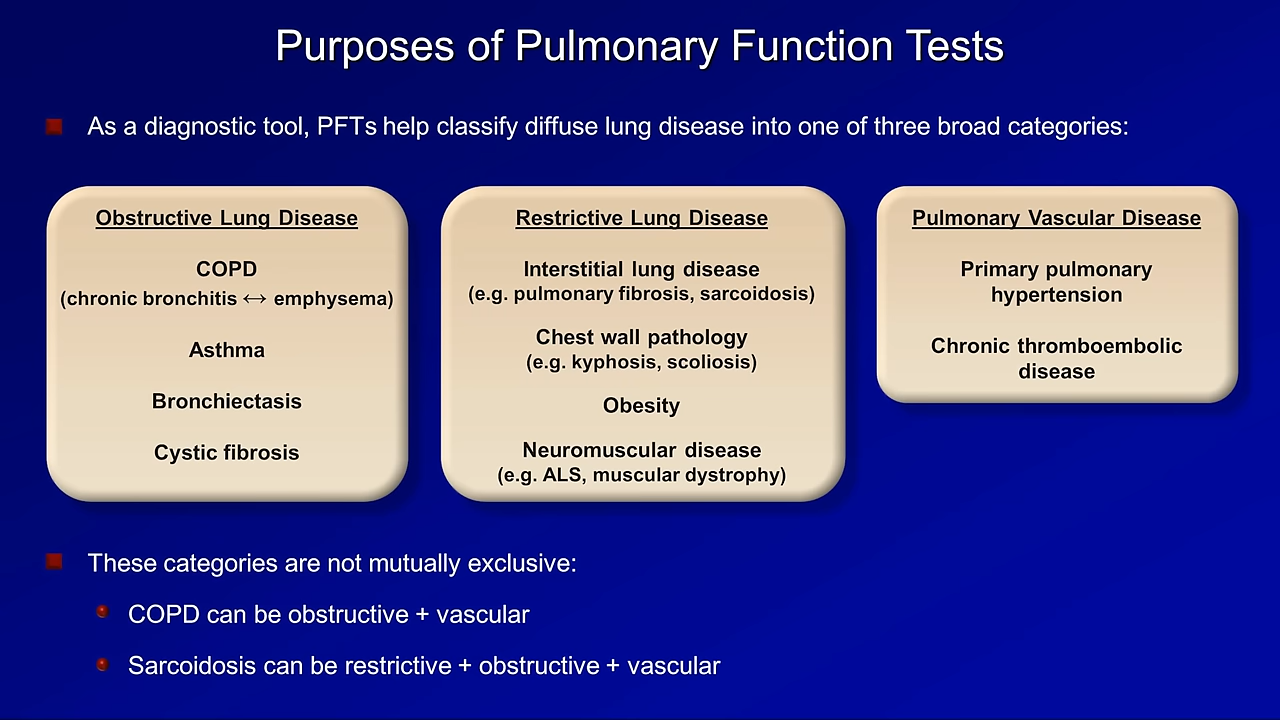 Purposes of Pulmonary Function Tests
As a diagnostic tool, PFTs help classify diffuse lung disease into one of three broad categories:
Obstructive Lung Disease
COPD
(chronic bronchitis ↔ emphysema)
Asthma
Bronchiectasis
Cystic fibrosis
Restrictive Lung Disease
Interstitial lung disease
(e.g. pulmonary fibrosis, sarcoidosis)
Chest wall pathology
(e.g. kyphosis, scoliosis)
Obesity
Neuromuscular disease
(e.g. ALS, muscular dystrophy)
Pulmonary Vascular Disease
Primary pulmonary
hypertension
Chronic thromboembolic
disease
These categories are not mutually exclusive:
COPD can be obstructive + vascular
Sarcoidosis can be restrictive + obstructive + vascular